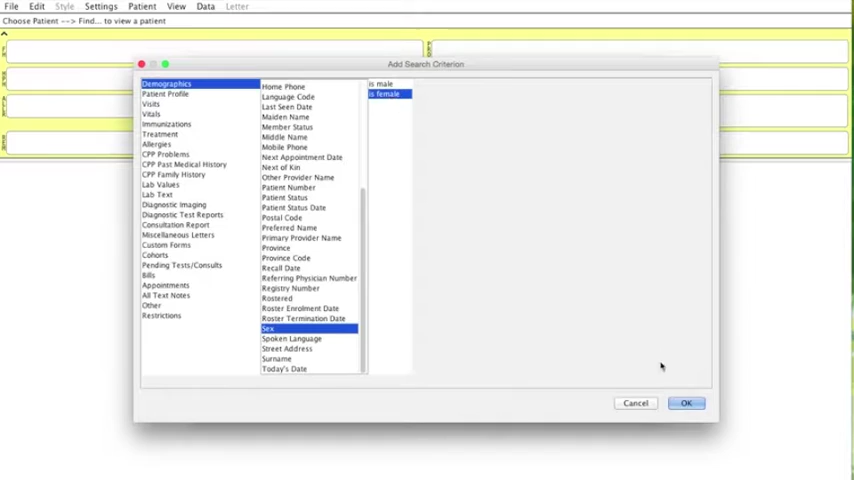 File Edit Style Settings Patient View Data Letter
Choose Patient --> Find... to view a patient
Add Search Criterion
Demographics
Patient Profile
Visits
Vitals
Immunizations
Treatment
Allergies
CPP Problems
CPP Past Medical History
CPP Family History
Lab Values
Lab Text
Diagnostic Imaging
Diagnostic Test Reports
Consultation Report
Miscellaneous Letters
Custom Forms
Cohorts
Pending Tests/Consults
Bills
Appointments
All Text Notes
Other
Restrictions
Home Phone
Language Code
Last Seen Date
Maiden Name
Member Status
Middle Name
Mobile Phone
Next Appointment Date
Next of Kin
Other Provider Name
Patient Number
Patient Status
Patient Status Date
Postal Code
Preferred Name
Primary Provider Name
Province
Province Code
Recall Date
Referring Physician Number
Registry Number
Rostered
Roster Enrolment Date
Roster Termination Date
Sex
Spoken Language
Street Address
Surname
Today's Date
is male
is female
Cancel
OK